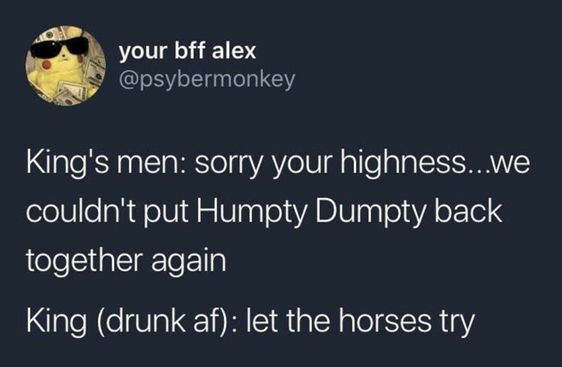 your bff alex
@psybermonkey
King's men: sorry your highness...we
couldn't put Humpty Dumpty back
together again
King (drunk af): let the horses try